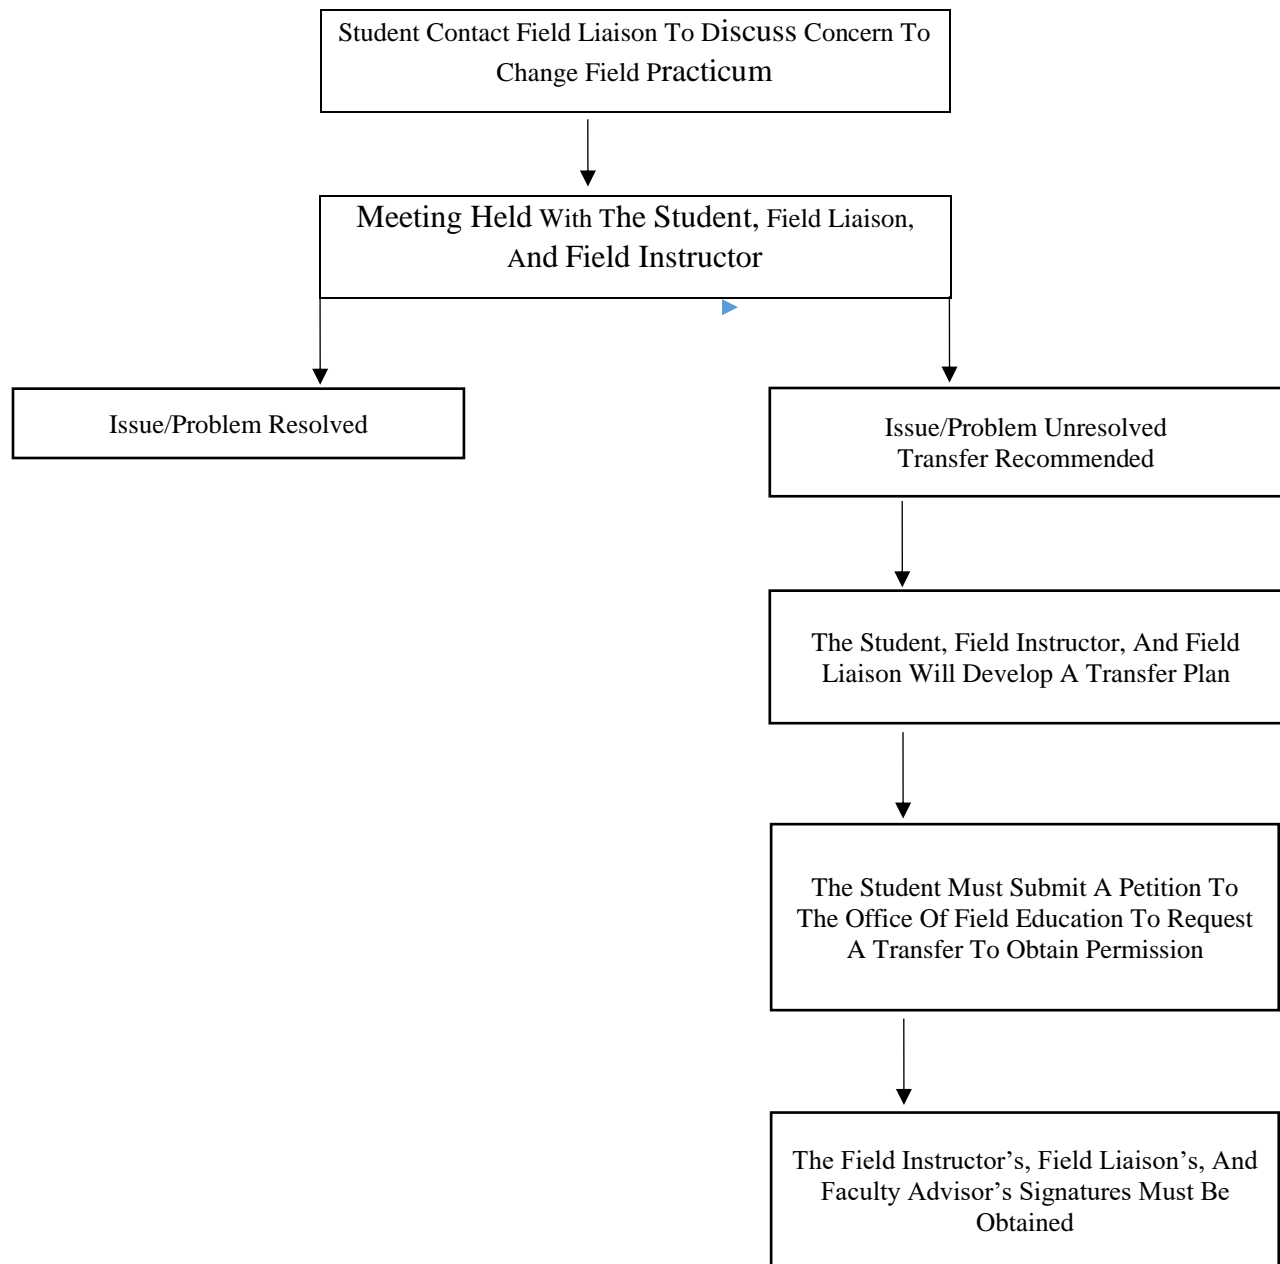 Student Contact Field Liaison To Discuss Concern To
Change Field Practicum
Meeting Held With The Student, Field Liaison,
And Field Instructor
Issue/Problem Resolved
Issue/Problem Unresolved
Transfer Recommended
The Student, Field Instructor, And Field
Liaison Will Develop A Transfer Plan
The Student Must Submit A Petition To
The Office Of Field Education To Request
A Transfer To Obtain Permission
The Field Instructor’s, Field Liaison’s, And
Faculty Advisor’s Signatures Must Be
Obtained